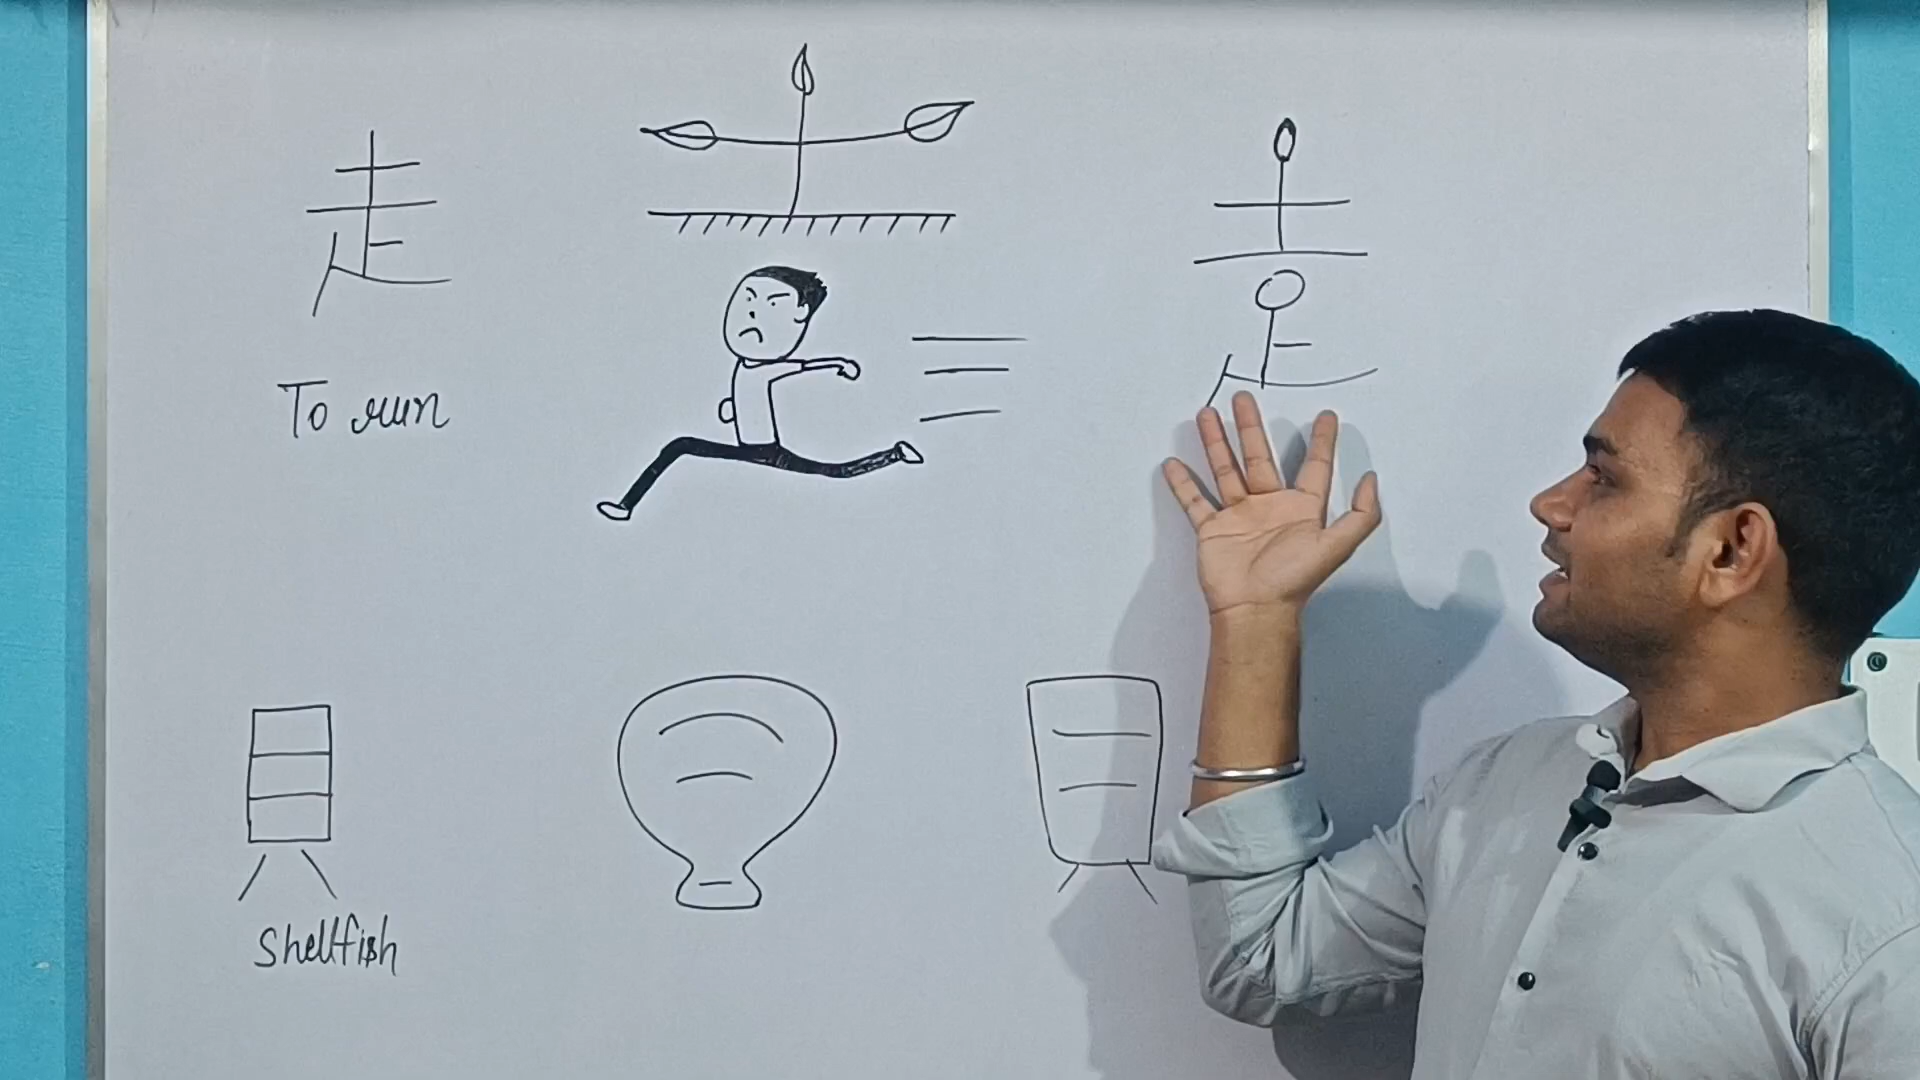 走
To run
貝
Shellfish